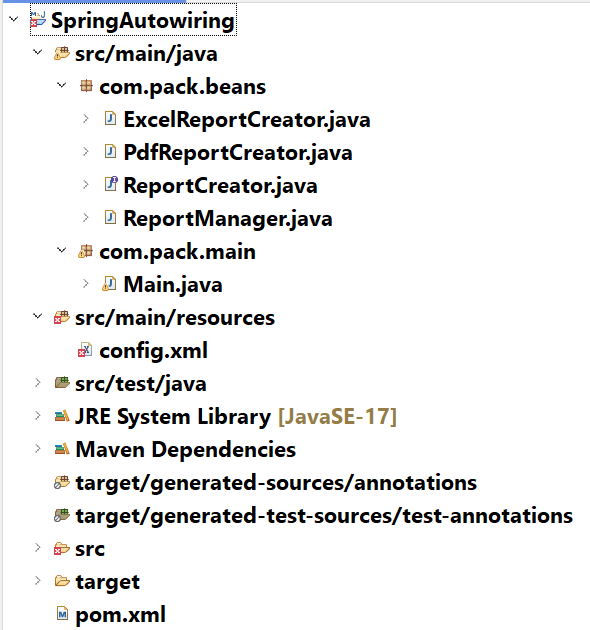 SpringAutowiring
src/main/java
com.pack.beans
ExcelReportCreator.java
PdfReportCreator.java
ReportCreator.java
ReportManager.java
com.pack.main
Main.java
src/main/resources
config.xml
src/test/java
JRE System Library [JavaSE-17]
Maven Dependencies
target/generated-sources/annotations
target/generated-test-sources/test-annotations
src
target
pom.xml